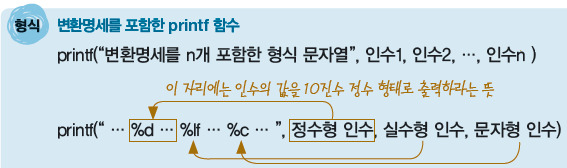 형식 변환명세를 포함한 printf 함수
printf(“변환명세를 n개 포함한 형식 문자열”, 인수1, 인수2, …, 인수n )
이 자리에는 인수의 값을 10진수 정수 형태로 출력하라는 뜻
printf(“ … %d … %lf … %c … ”, 정수형 인수, 실수형 인수, 문자형 인수)